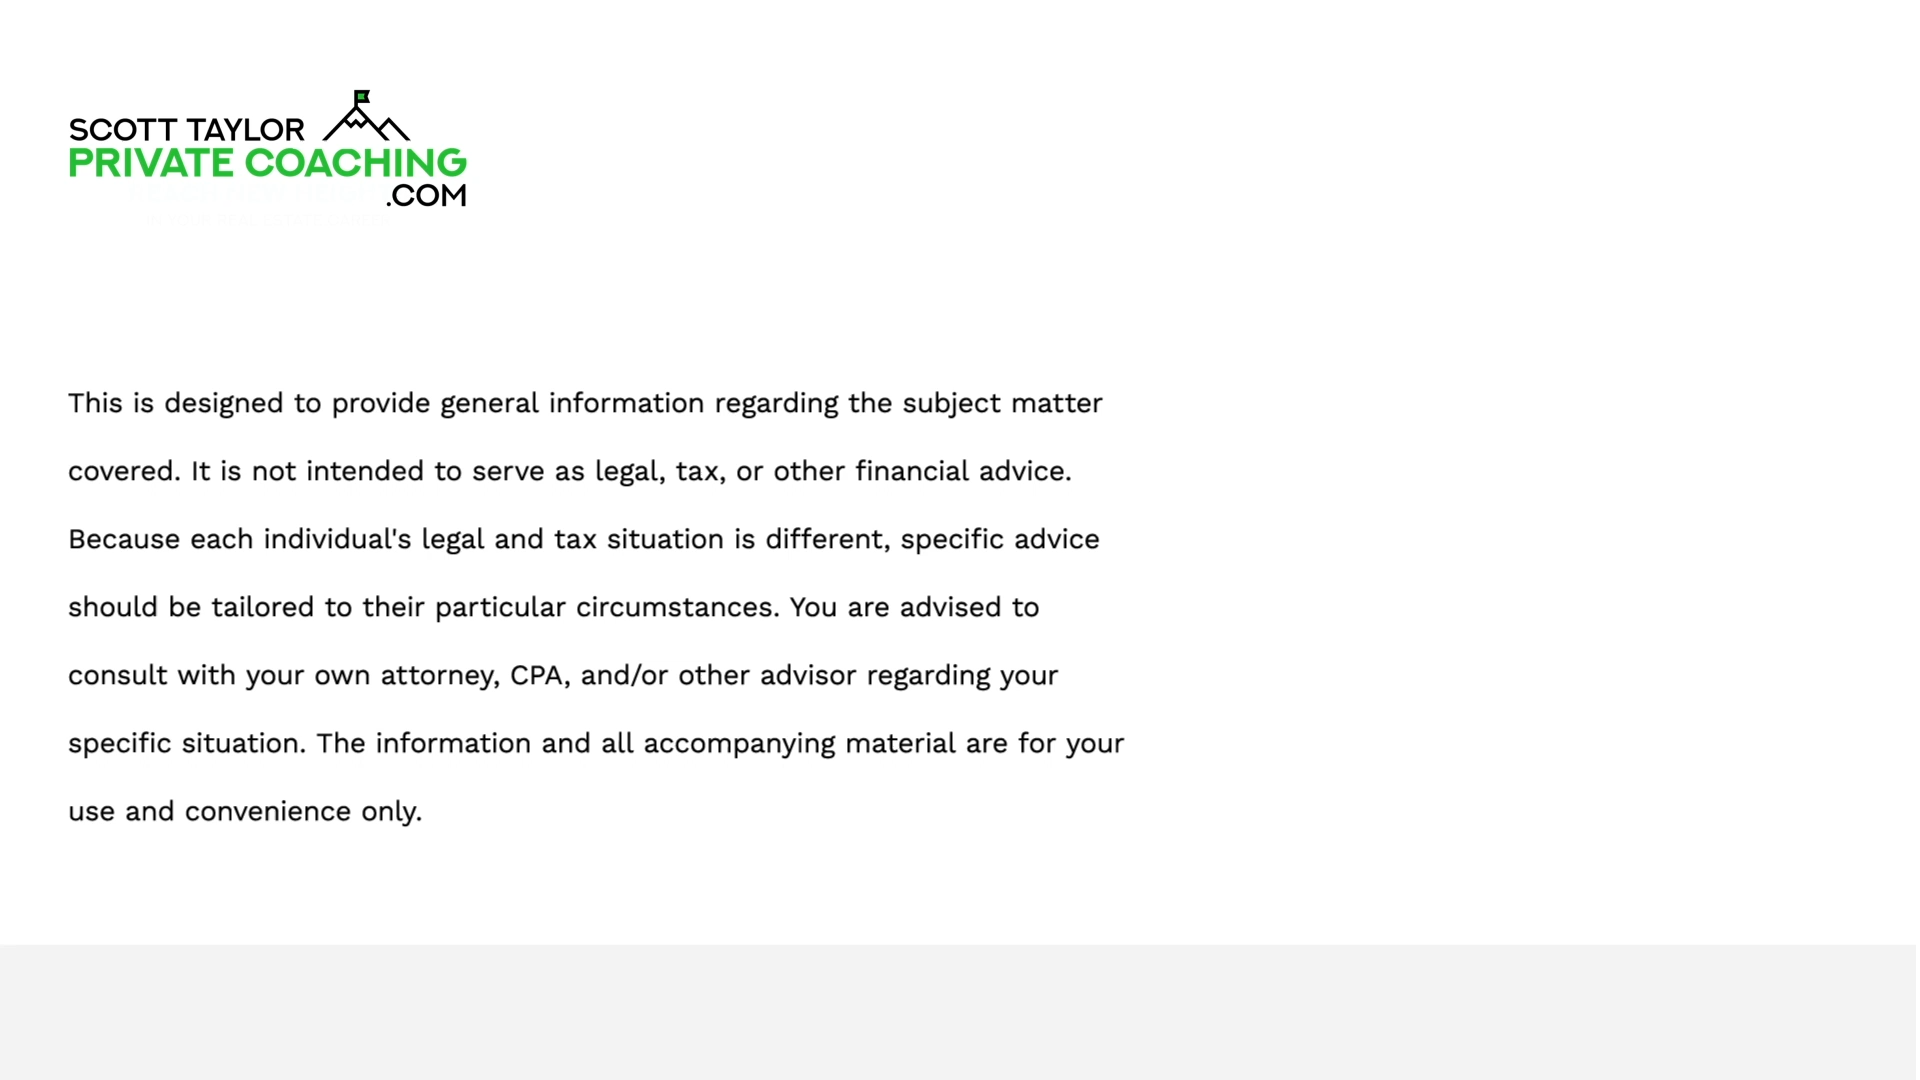 SCOTT TAYLOR
PRIVATE COACHING
.COM
This is designed to provide general information regarding the subject matter
covered. It is not intended to serve as legal, tax, or other financial advice.
Because each individual's legal and tax situation is different, specific advice
should be tailored to their particular circumstances. You are advised to
consult with your own attorney, CPA, and/or other advisor regarding your
specific situation. The information and all accompanying material are for your
use and convenience only.